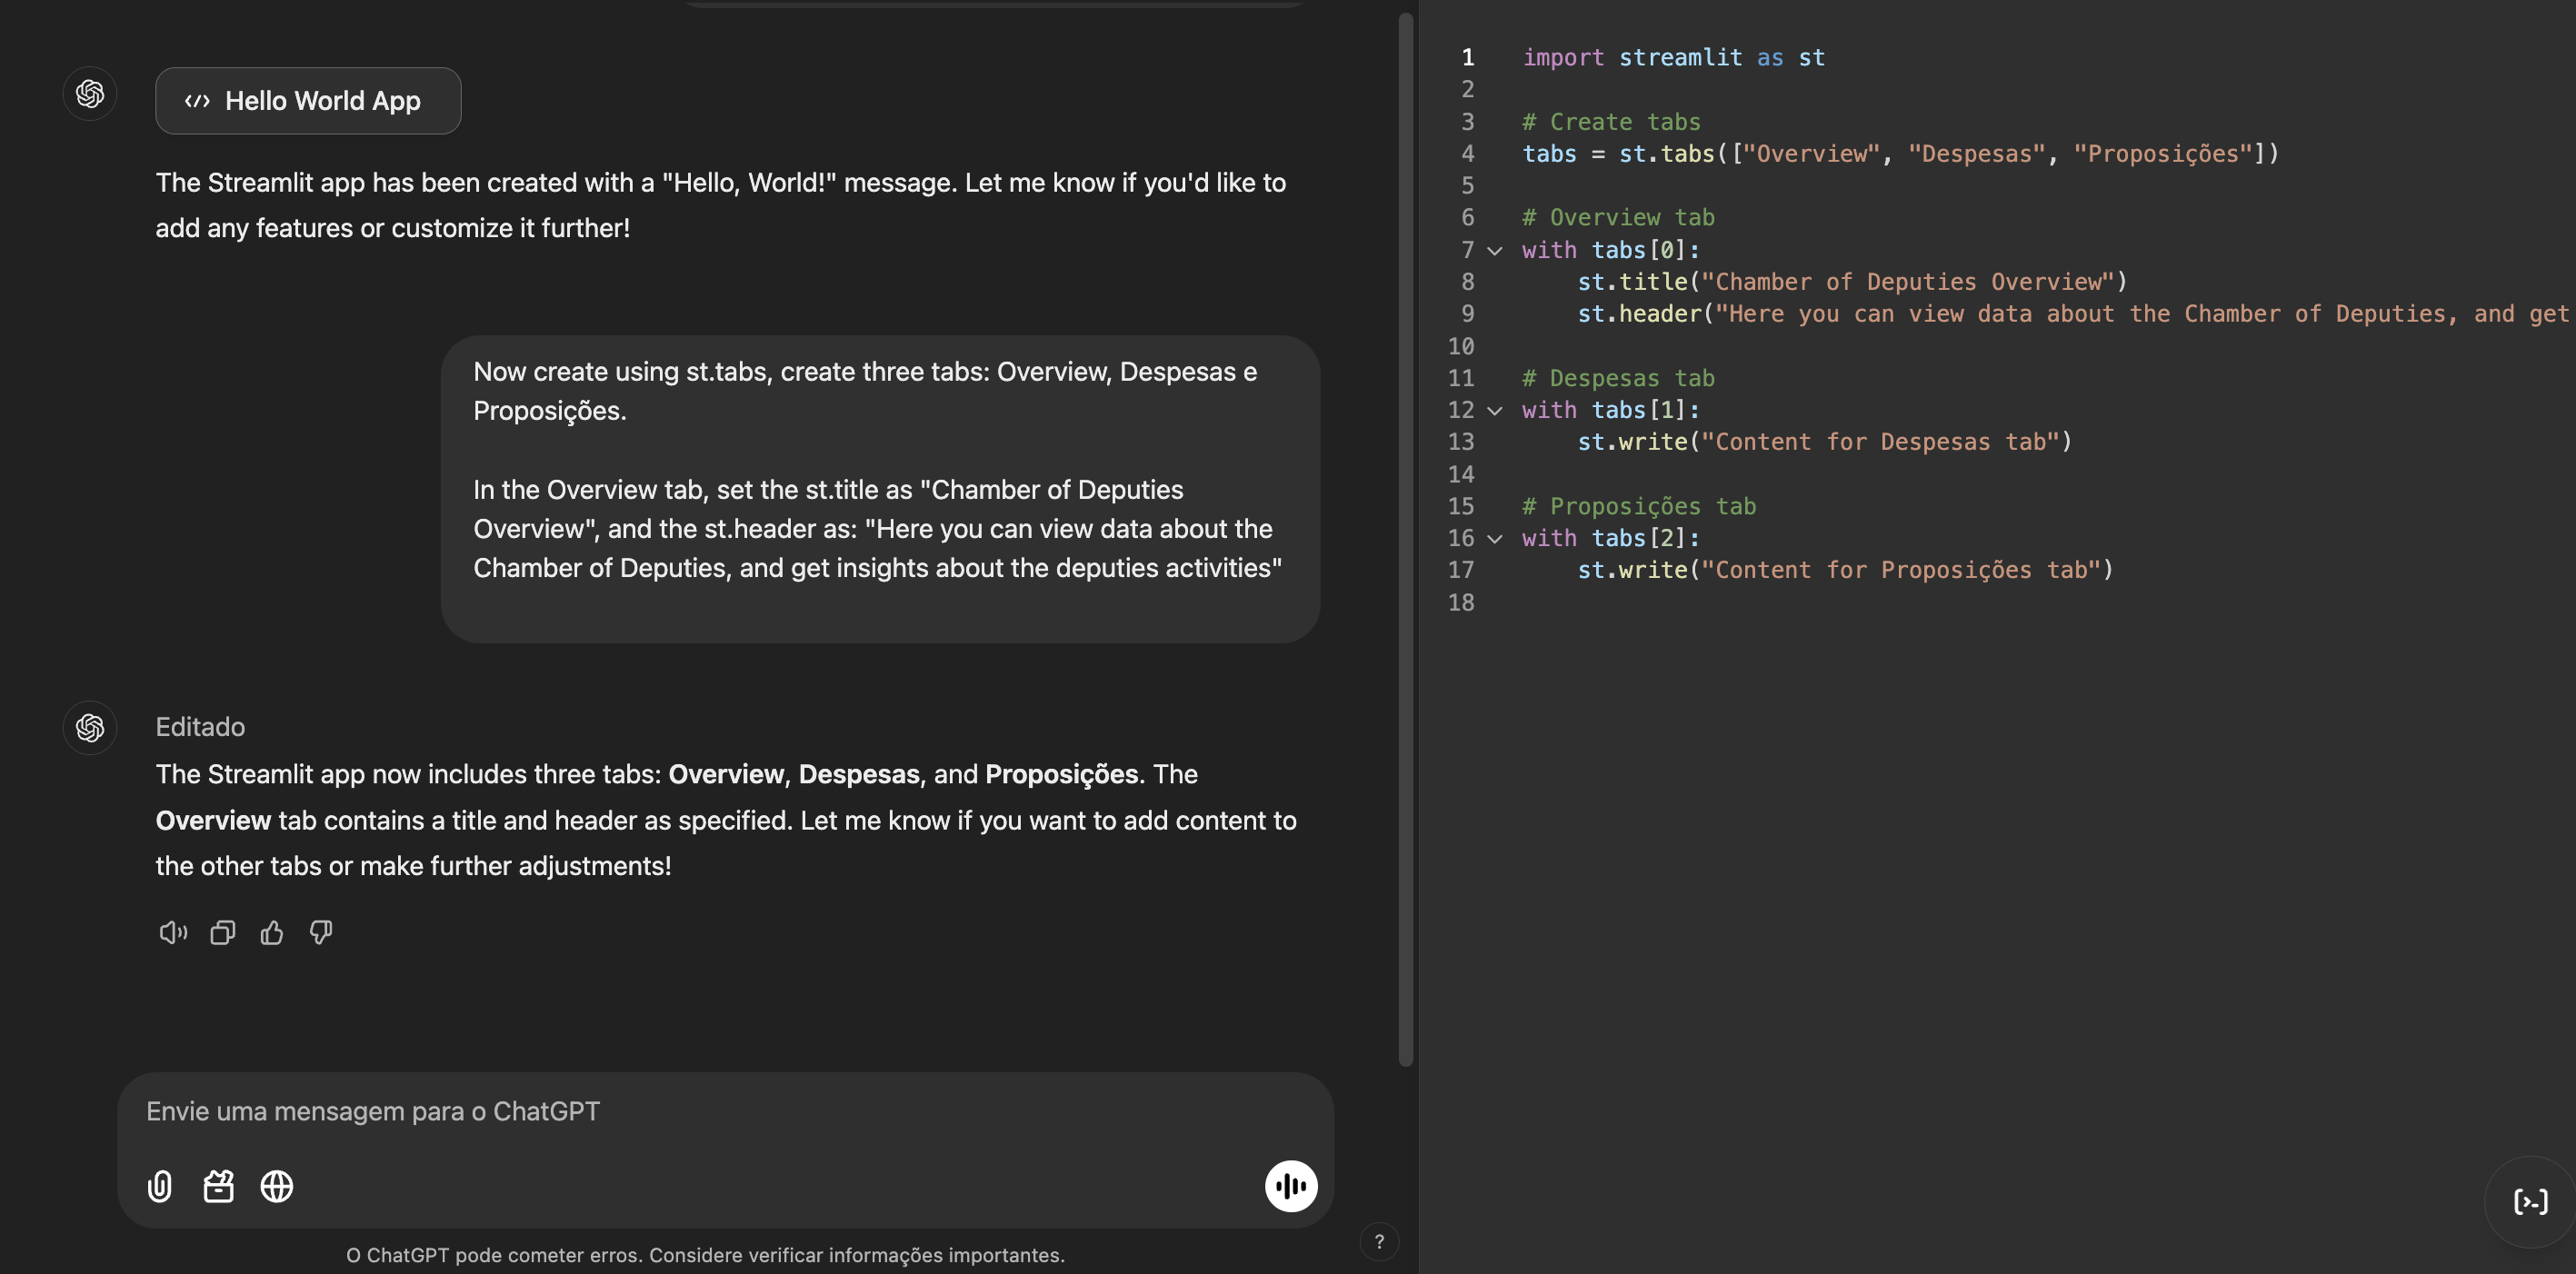 Hello World App
The Streamlit app has been created with a "Hello, World!" message. Let me know if you'd like to
add any features or customize it further!
Now create using st.tabs, create three tabs: Overview, Despesas e
Proposições.
In the Overview tab, set the st.title as "Chamber of Deputies
Overview", and the st.header as: "Here you can view data about the
Chamber of Deputies, and get insights about the deputies activities"
Editado
The Streamlit app now includes three tabs: Overview, Despesas, and Proposições. The
Overview tab contains a title and header as specified. Let me know if you want to add content to
the other tabs or make further adjustments!
Envie uma mensagem para o ChatGPT
O ChatGPT pode cometer erros. Considere verificar informações importantes.
?
1 import streamlit as st
2
3 # Create tabs
4 tabs = st.tabs(["Overview", "Despesas", "Proposições"])
5
6 # Overview tab
7 with tabs[0]:
8 st.title("Chamber of Deputies Overview")
9 st.header("Here you can view data about the Chamber of Deputies, and get
10
11 # Despesas tab
12 with tabs[1]:
13 st.write("Content for Despesas tab")
14
15 # Proposições tab
16 with tabs[2]:
17 st.write("Content for Proposições tab")
18